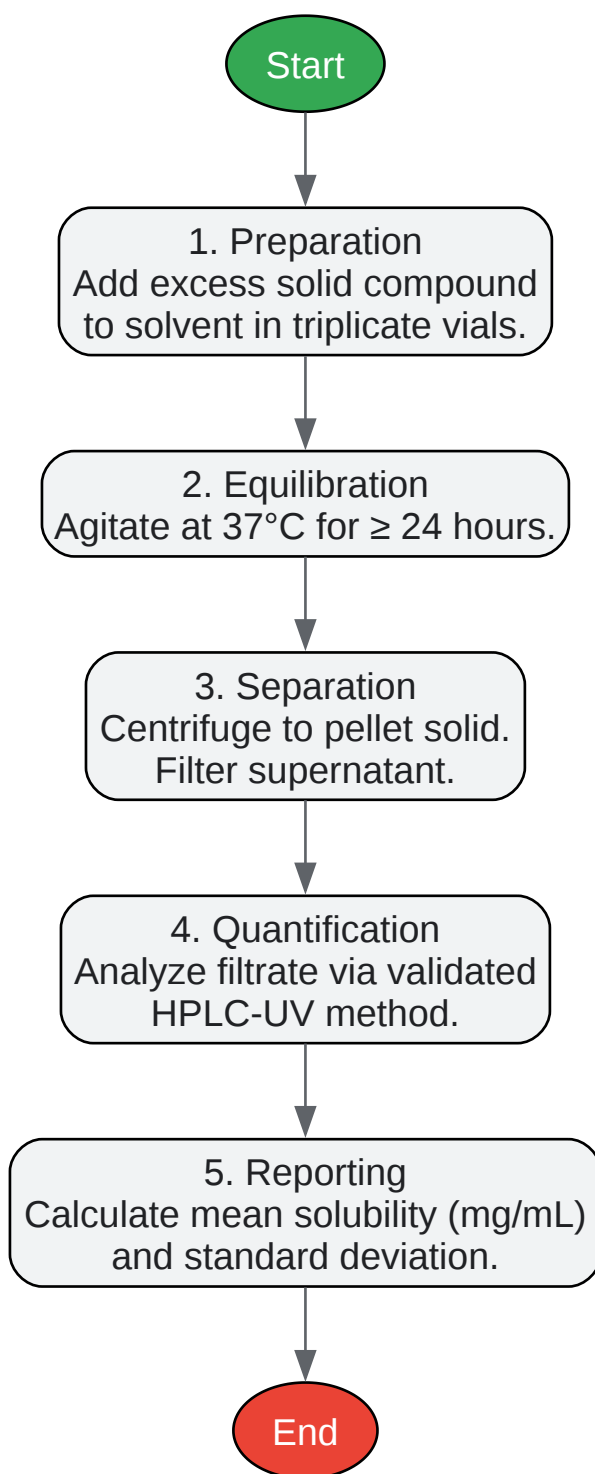 Start
1. Preparation
Add excess solid compound
to solvent in triplicate vials.
2. Equilibration
Agitate at 37°C for ≥ 24 hours.
3. Separation
Centrifuge to pellet solid.
Filter supernatant.
4. Quantification
Analyze filtrate via validated
HPLC-UV method.
5. Reporting
Calculate mean solubility (mg/mL)
and standard deviation.
End